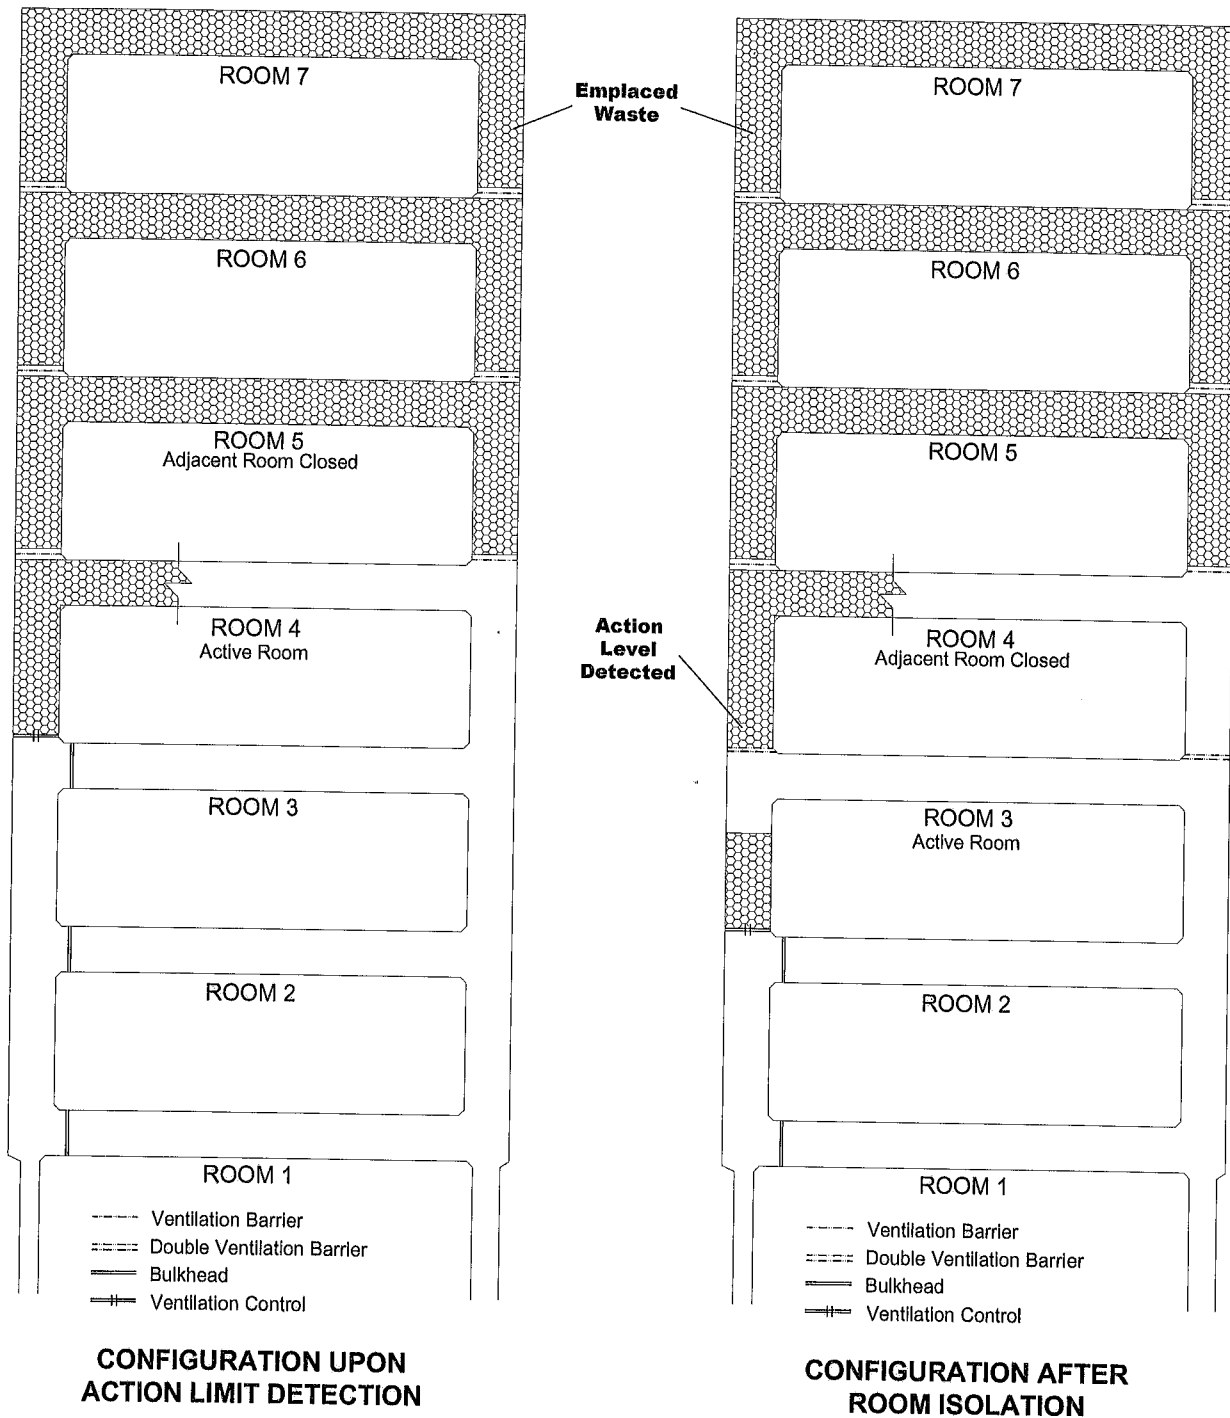 ROOM 7
ROOM 6
ROOM 5
Adjacent Room Closed
ROOM 4
Active Room
ROOM 3
ROOM 2
ROOM 1
Ventilation Barrier
Double Ventilation Barrier
Bulkhead
Ventilation Control
CONFIGURATION UPON
ACTION LIMIT DETECTION
Emplaced
Waste
Action
Level
Detected
ROOM 7
ROOM 6
ROOM 5
ROOM 4
Adjacent Room Closed
ROOM 3
Active Room
ROOM 2
ROOM 1
Ventilation Barrier
Double Ventilation Barrier
Bulkhead
Ventilation Control
CONFIGURATION AFTER
ROOM ISOLATION